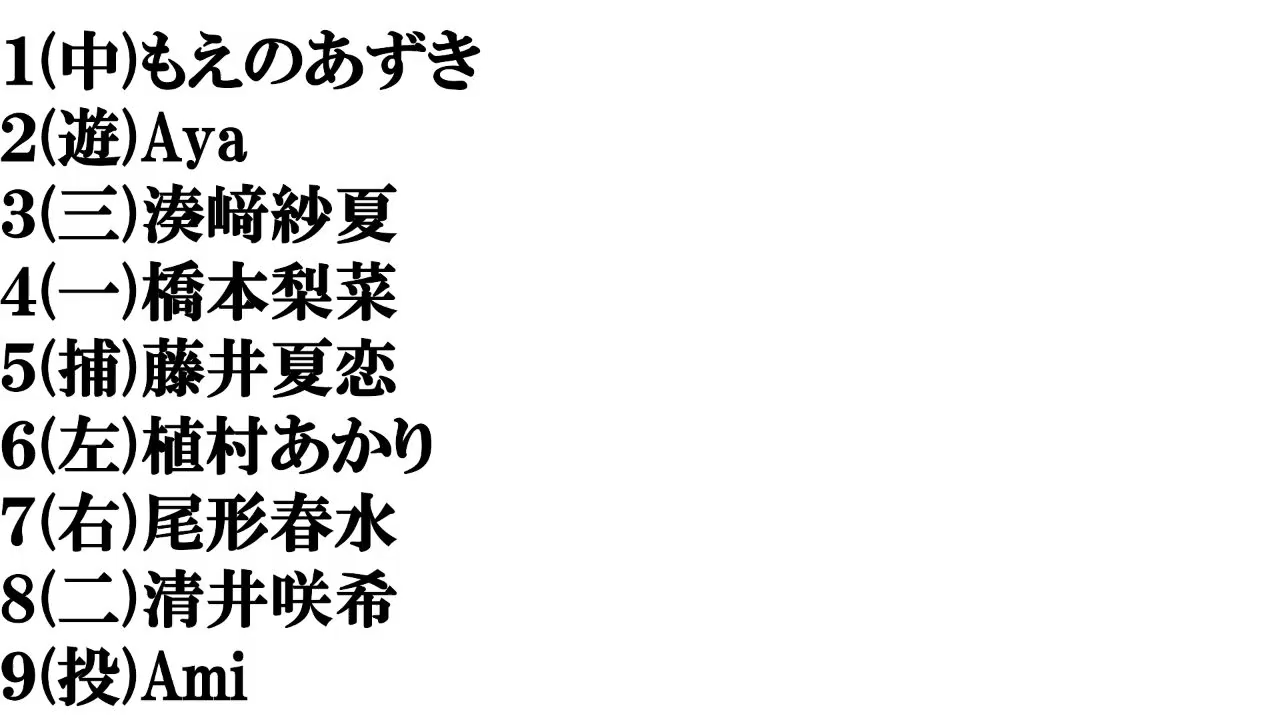 1(中)もえのあずき
2(遊)Aya
3(三)湊﨑紗夏
4(一)橋本梨菜
5(捕)藤井夏恋
6(左)植村あかり
7(右)尾形春水
8(二)清井咲希
9(投)Ami